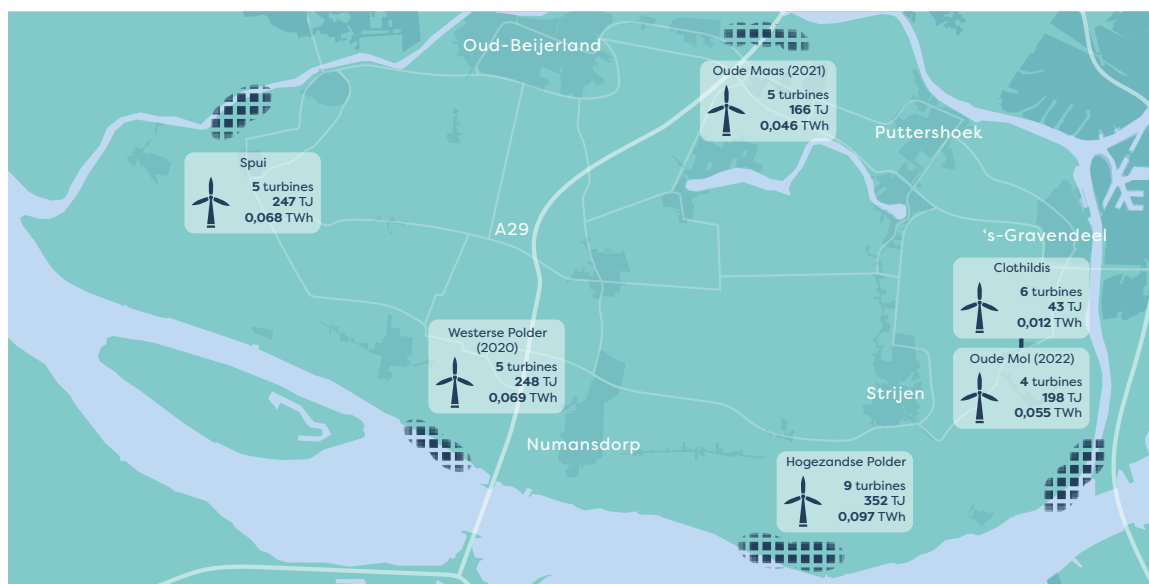 Oud-Beijerland
Oude Maas (2021)
5 turbines
166 TJ
0,046 TWh
Puttershoek
Spui
5 turbines
247 TJ
0,068 TWh
A29
‘s-Gravendeel
Clothildis
6 turbines
43 TJ
0,012 TWh
Westerse Polder
(2020)
5 turbines
248 TJ
0,069 TWh
Oude Mol (2022)
4 turbines
198 TJ
0,055 TWh
Strijen
Numansdorp
Hogezandse Polder
9 turbines
352 TJ
0,097 TWh